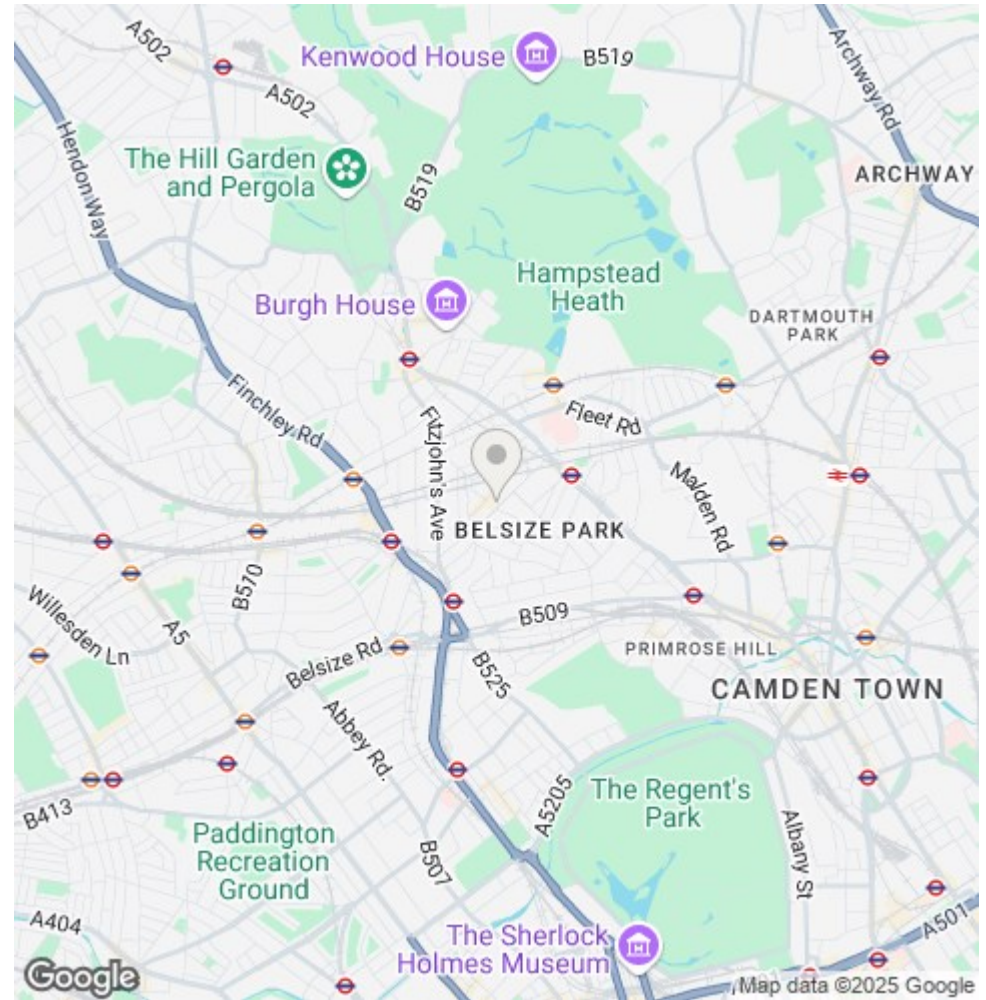 A502
Kenwood House
B519
A502
Archway Rd
Hendon Way
The Hill Garden
and Pergola
B519
ARCHWAY
Hampstead
Heath
Burgh House
DARTMOUTH
PARK
Finchley Rd
Fitzjohn's Ave
Fleet Rd
Malden Rd
BELSIZE PARK
B510
Willesden Ln
A5
B509
Belsize Rd
PRIMROSE HILL
B525
CAMDEN TOWN
Abbey Rd.
The Regent's
Park
A5205
B413
Paddington
Recreation
Ground
B507
Albany St
A404
The Sherlock
Holmes Museum
A501
Google
Map data ©2025 Google